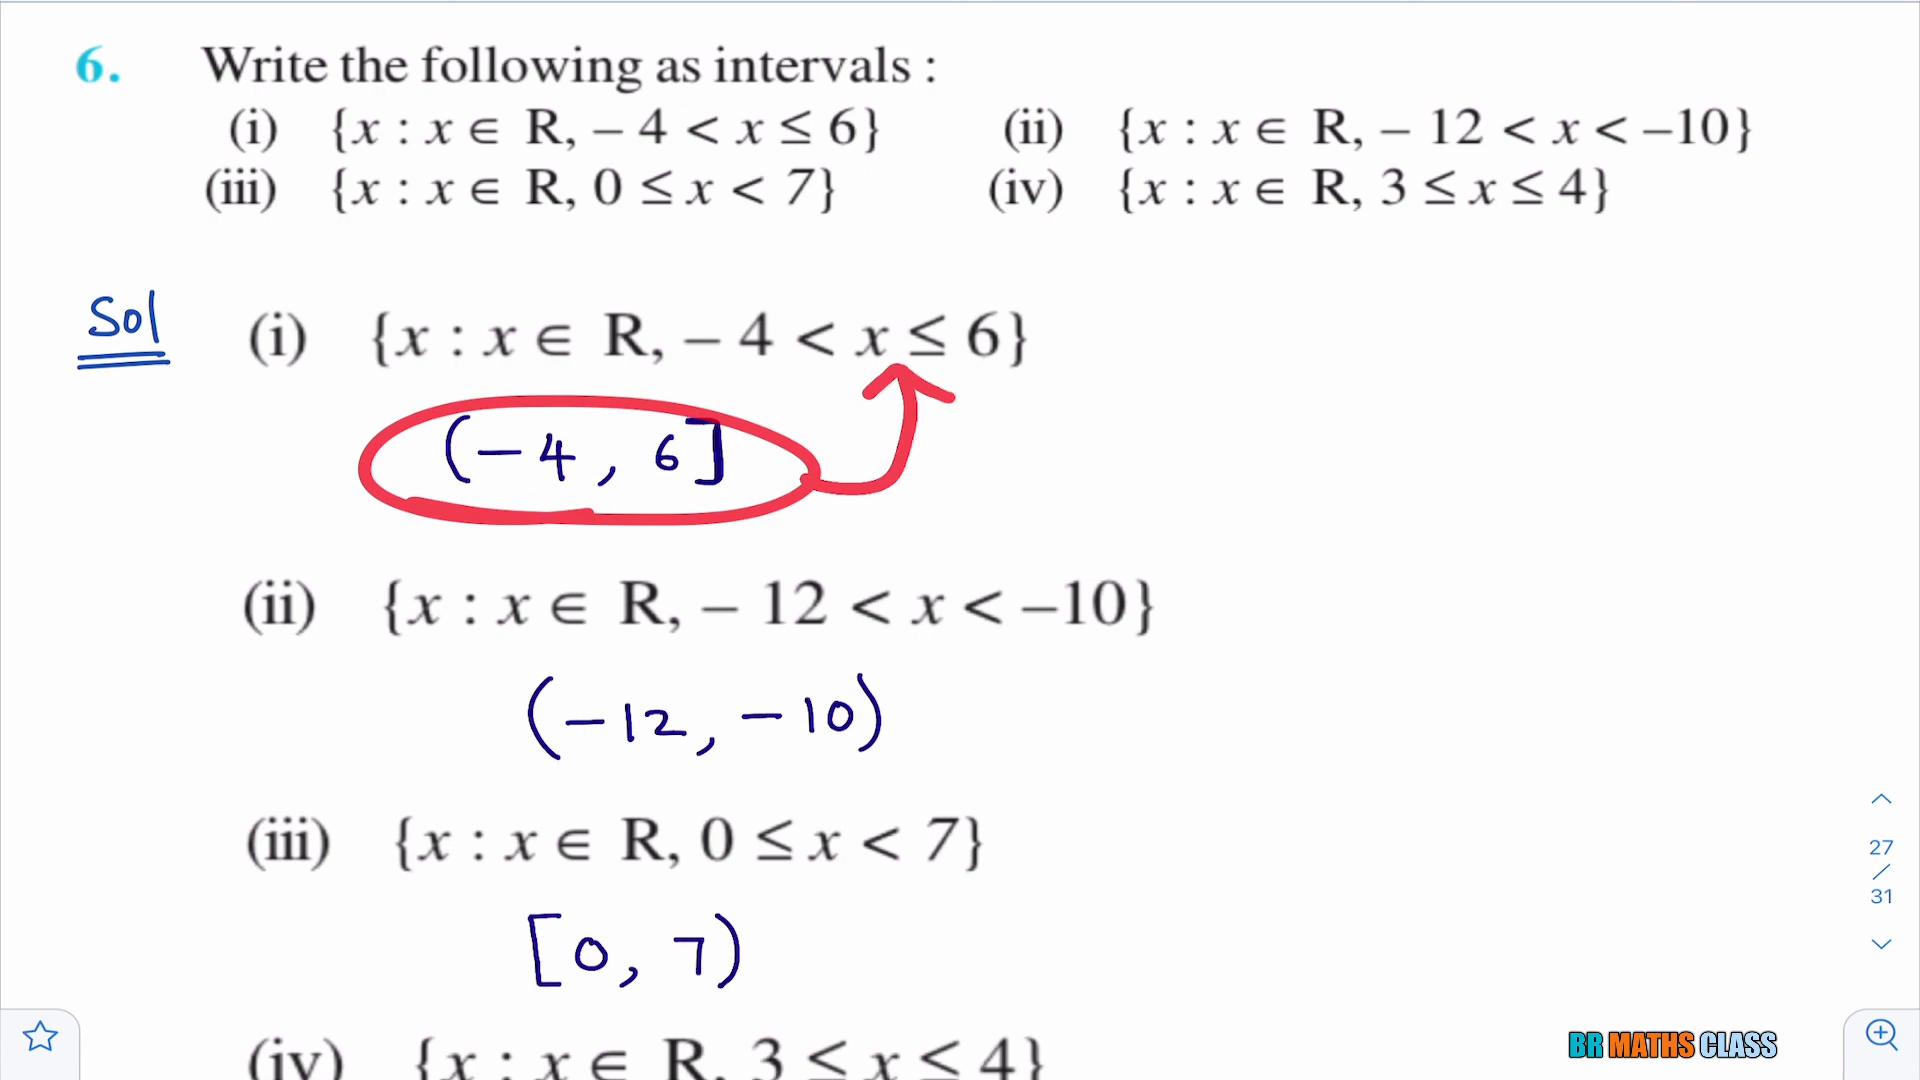 6. Write the following as intervals :
(i) {x : x ∈ R, – 4 < x ≤ 6} (ii) {x : x ∈ R, – 12 < x < –10}
(iii) {x : x ∈ R, 0 ≤ x < 7} (iv) {x : x ∈ R, 3 ≤ x ≤ 4}
Sol (i) {x : x ∈ R, – 4 < x ≤ 6}
(-4, 6]
(ii) {x : x ∈ R, – 12 < x < –10}
(-12, -10)
(iii) {x : x ∈ R, 0 ≤ x < 7}
[0, 7)
(iv) {x : x ∈ R, 3 ≤ x ≤ 4}
27
/
31
BR MATHS CLASS